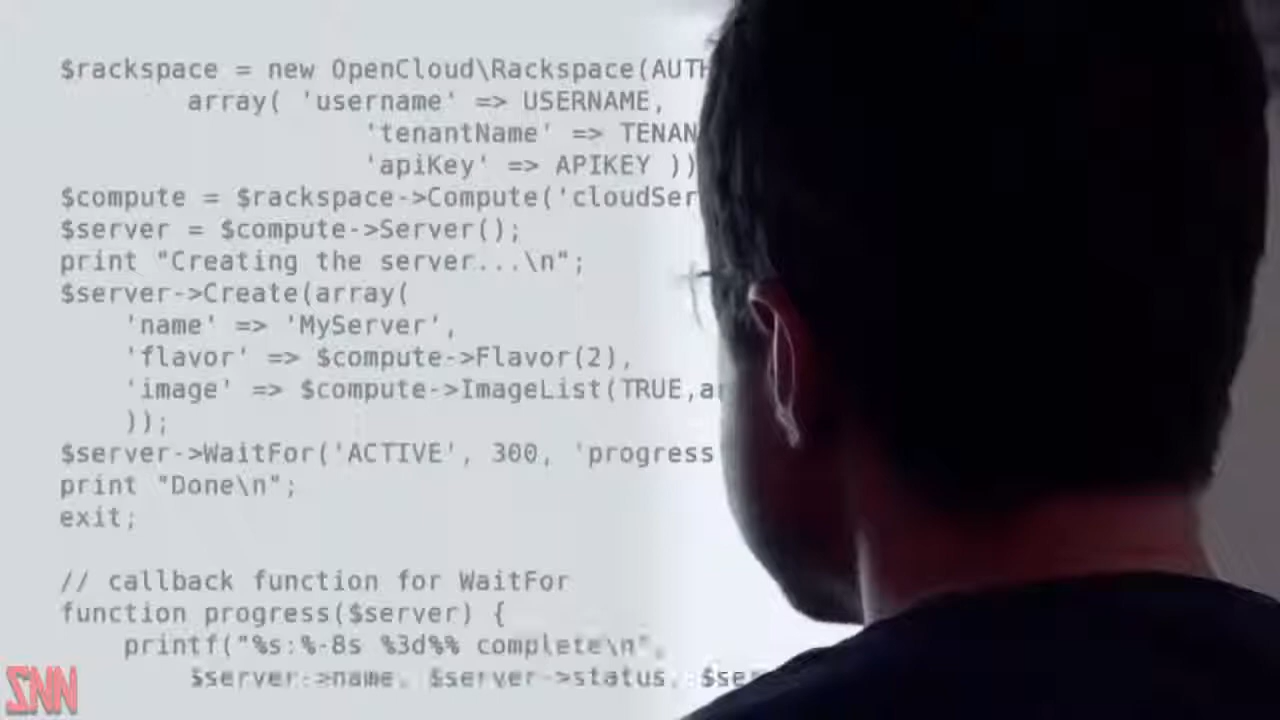 $rackspace = new OpenCloud\Rackspace(AUTH
array( 'username' => USERNAME,
'tenantName' => TENAN
'apiKey' => APIKEY ))
$compute = $rackspace->Compute('cloudSer
$server = $compute->Server();
print "Creating the server...\n";
$server->Create(array(
'name' => 'MyServer',
'flavor' => $compute->Flavor(2),
'image' => $compute->ImageList(TRUE,a
));
$server->WaitFor('ACTIVE', 300, 'progress
print "Done\n";
exit;
// callback function for WaitFor
function progress($server) {
printf("%s:%-8s %3d%% complete\n",
$server->name, $server->status, $ser
SNN